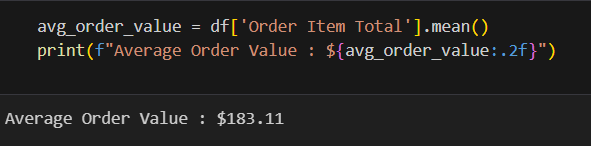 avg_order_value = df['Order Item Total'].mean()
print(f"Average Order Value : ${avg_order_value:.2f}")
Average Order Value : $183.11